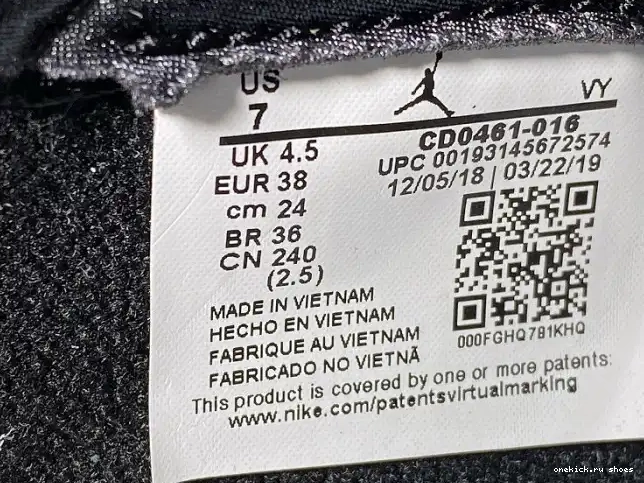 US
7
VY
CD0461-016
UPC 00193145672574
12/05/18 | 03/22/19
UK 4.5
EUR 38
cm 24
BR 36
CN 240
(2.5)
000FGHQ781KHQ
MADE IN VIETNAM
HECHO EN VIETNAM
FABRIQUE AU VIETNAM
FABRICADO NO VIETNÃ
This product is covered by one or more patents:
www.nike.com/patentsvirtualmarking
onekick.ru shoes